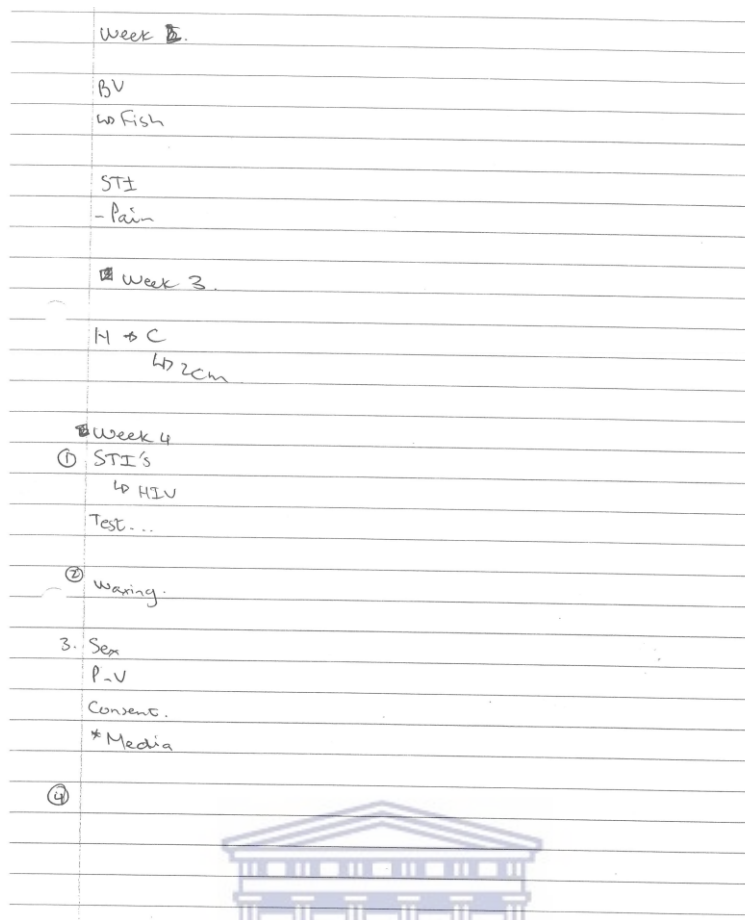 Week
BV
↳ Fish
STI
- Pain
Week 3.
H → C
↳ 2cm
Week 4
① STI's
↳ HIV
Test...
② Waxing.
3. Sex
P-V
Consent.
*Media
④